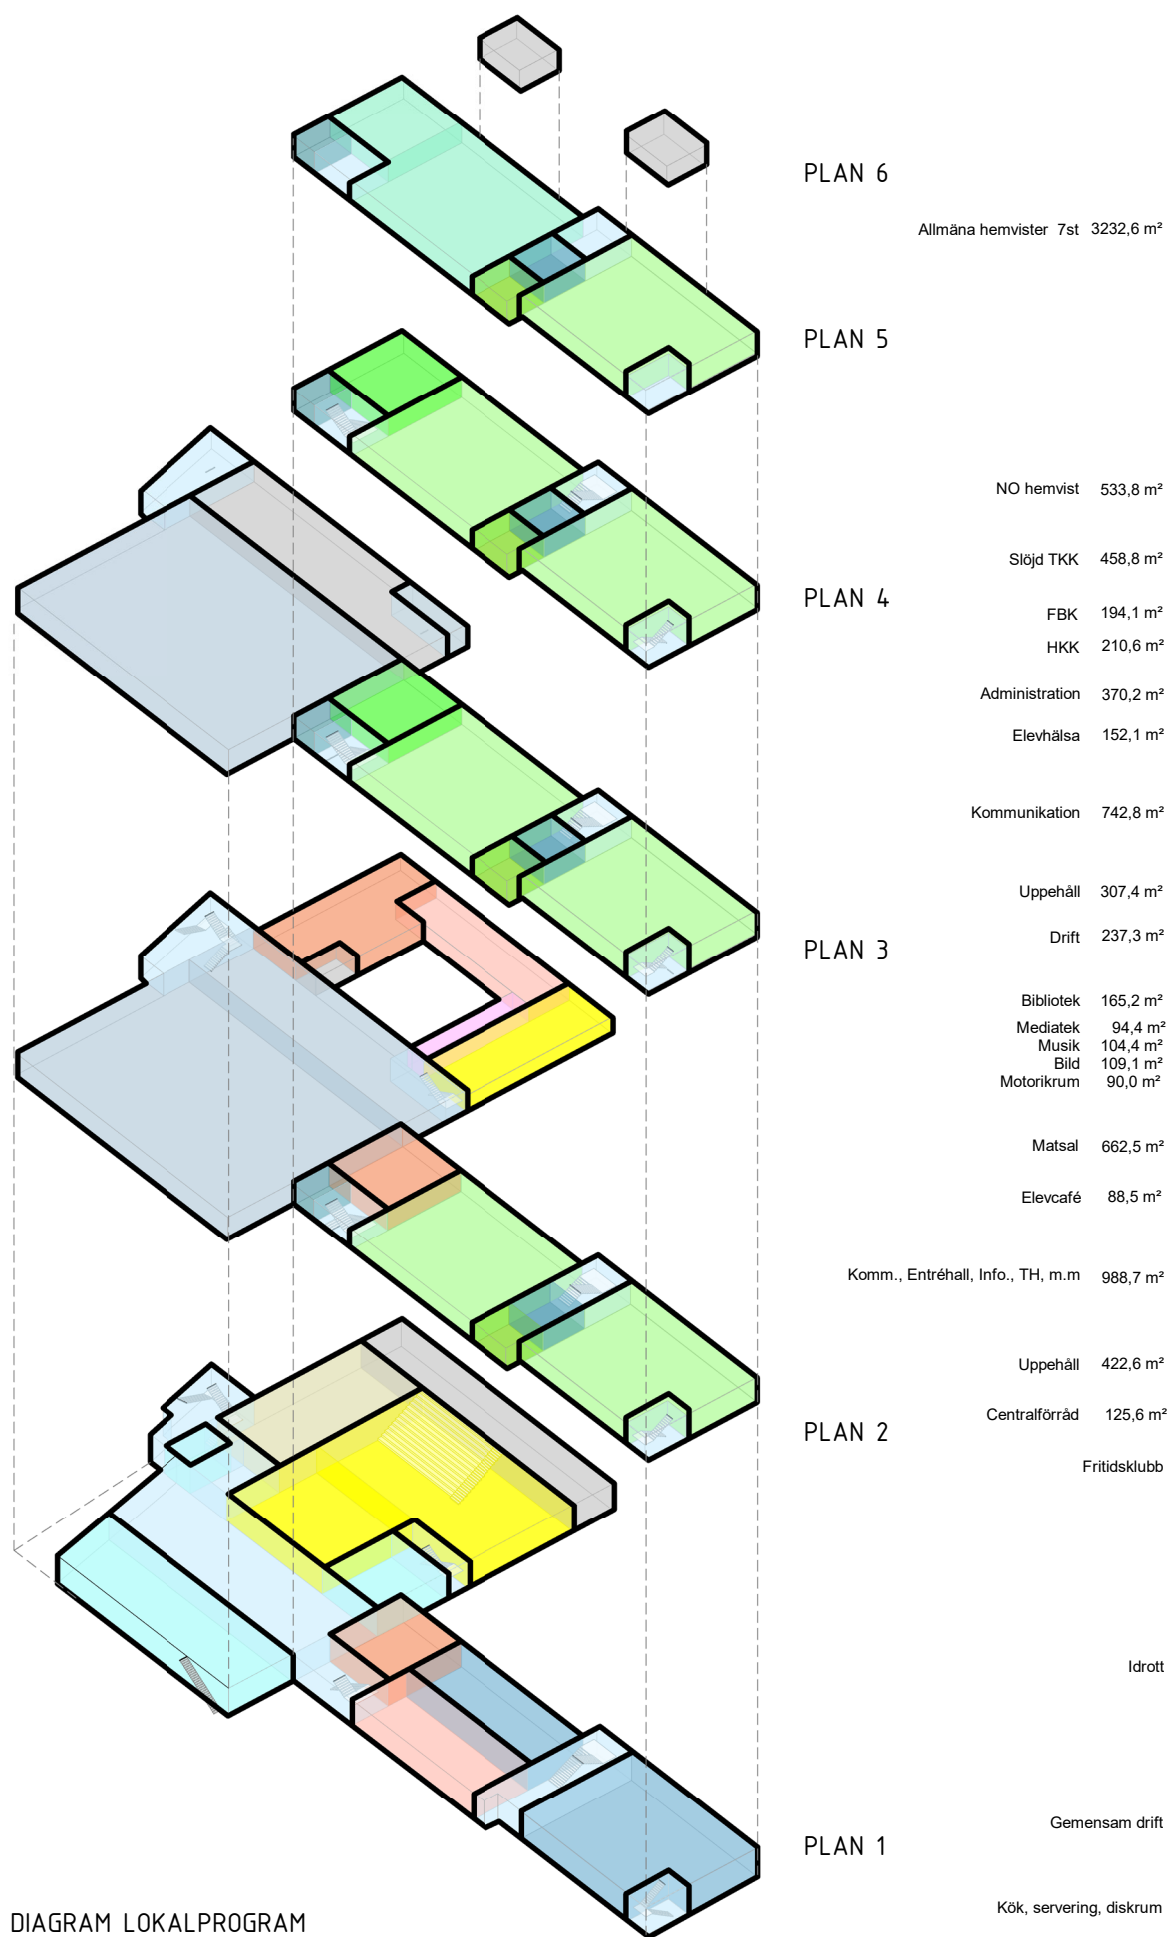 PLAN 6
Allmäna hemvister 7st 3232,6 m²
PLAN 5
NO hemvist 533,8 m²
Slöjd TKK 458,8 m²
PLAN 4
FBK 194,1 m²
HKK 210,6 m²
Administration 370,2 m²
Elevhälsa 152,1 m²
Kommunikation 742,8 m²
Uppehåll 307,4 m²
Drift 237,3 m²
PLAN 3
Bibliotek 165,2 m²
Mediatek 94,4 m²
Musik 104,4 m²
Bild 109,1 m²
Motorikrum 90,0 m²
Matsal 662,5 m²
Elevcafé 88,5 m²
Komm., Entréhall, Info., TH, m.m 988,7 m²
Uppehåll 422,6 m²
Centralförråd 125,6 m²
PLAN 2
Fritidsklubb
Idrott
Gemensam drift
PLAN 1
Kök, servering, diskrum
DIAGRAM LOKALPROGRAM